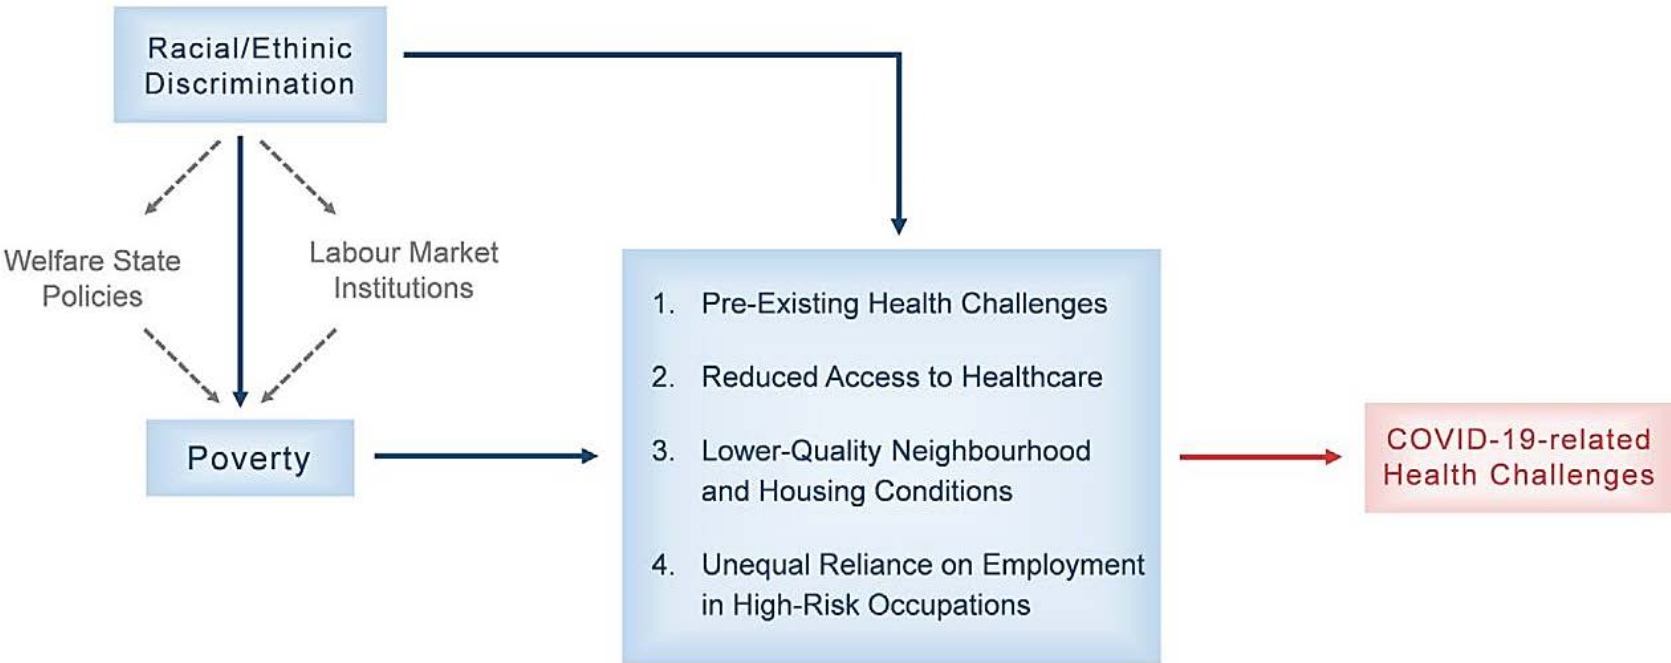 Racial/Ethinic
Discrimination
Welfare State
Policies
Labour Market
Institutions
Poverty
1. Pre-Existing Health Challenges
2. Reduced Access to Healthcare
3. Lower-Quality Neighbourhood
and Housing Conditions
4. Unequal Reliance on Employment
in High-Risk Occupations
COVID-19-related
Health Challenges